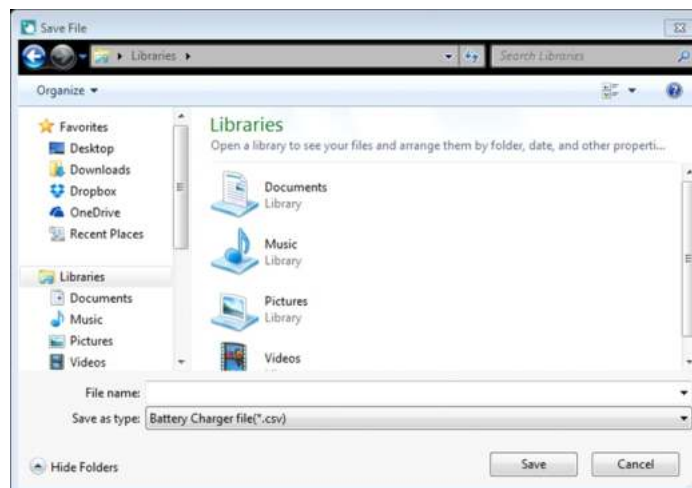 Save File
Libraries
Search Libraries
Organize
Favorites
Desktop
Downloads
Dropbox
OneDrive
Recent Places
Libraries
Documents
Music
Pictures
Videos
Libraries
Open a library to see your files and arrange them by folder, date, and other properti...
Documents
Library
Music
Library
Pictures
Library
Videos
File name:
Save as type: Battery Charger file(*.csv)
Hide Folders
Save
Cancel